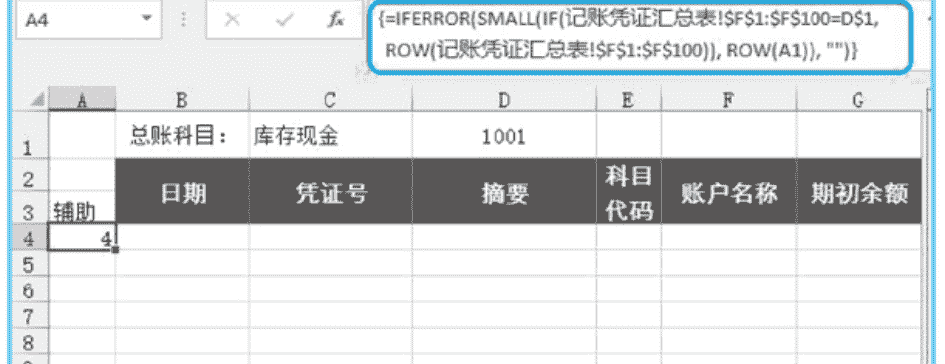 A4
fx
{=IFERROR(SMALL(IF(记账凭证汇总表!$F$1:$F$100=D$1,
ROW(记账凭证汇总表!$F$1:$F$100)), ROW(A1)), "")}
A B C D E F G
1 总账科目： 库存现金 1001
2
日期 凭证号 摘要 科目代码 账户名称 期初余额
3 辅助
4 4
5
6
7
8